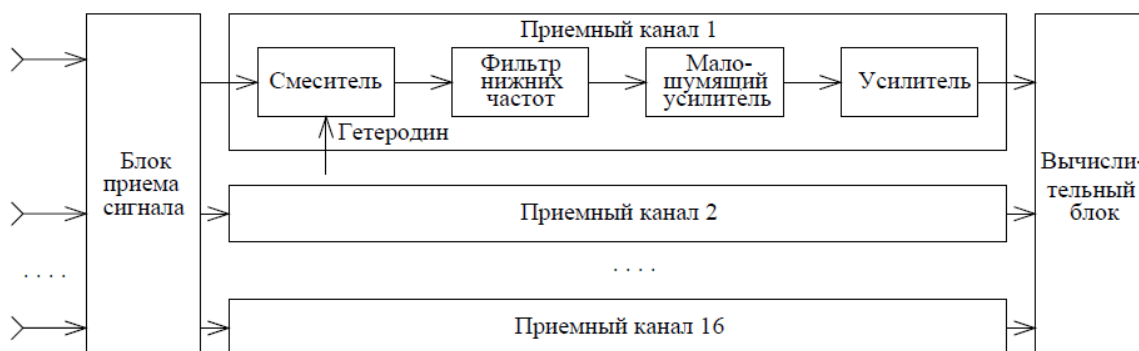 Приемный канал 1
Смеситель
Фильтр
нижних
частот
Мало-
шумящий
усилитель
Усилитель
Гетеродин
Блок
приема
сигнала
Приемный канал 2
. . . .
. . . .
Приемный канал 16
Вычисли-
тельный
блок